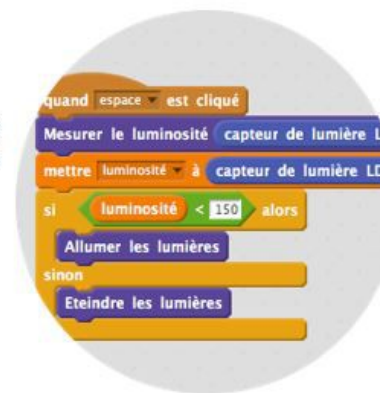 quand espace est cliqué
Mesurer le luminosité capteur de lumière
mettre luminosité à capteur de lumière
si luminosité < 150 alors
Allumer les lumières
sinon
Eteindre les lumières